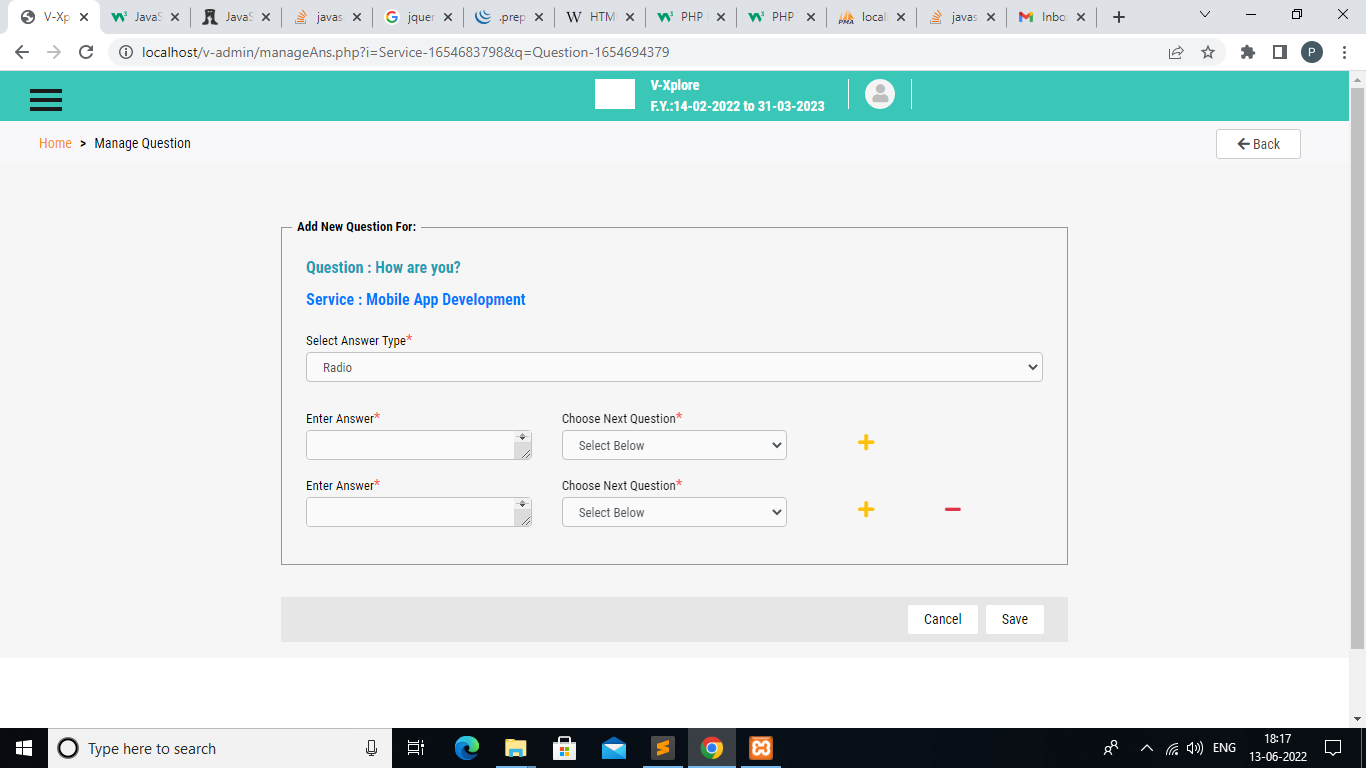 V-Xp
JavaS
JavaS
javas
jquer
.prep
HTM
PHP
PHP
local
javas
Inbo
localhost/v-admin/manageAns.php?i=Service-1654683798&q=Question-1654694379
P
V-Xplore
F.Y.:14-02-2022 to 31-03-2023
Home > Manage Question
Back
Add New Question For:
Question : How are you?
Service : Mobile App Development
Select Answer Type*
Radio
Enter Answer* Choose Next Question*
Select Below
Enter Answer* Choose Next Question*
Select Below
Cancel Save
Type here to search
ENG
18:17
13-06-2022